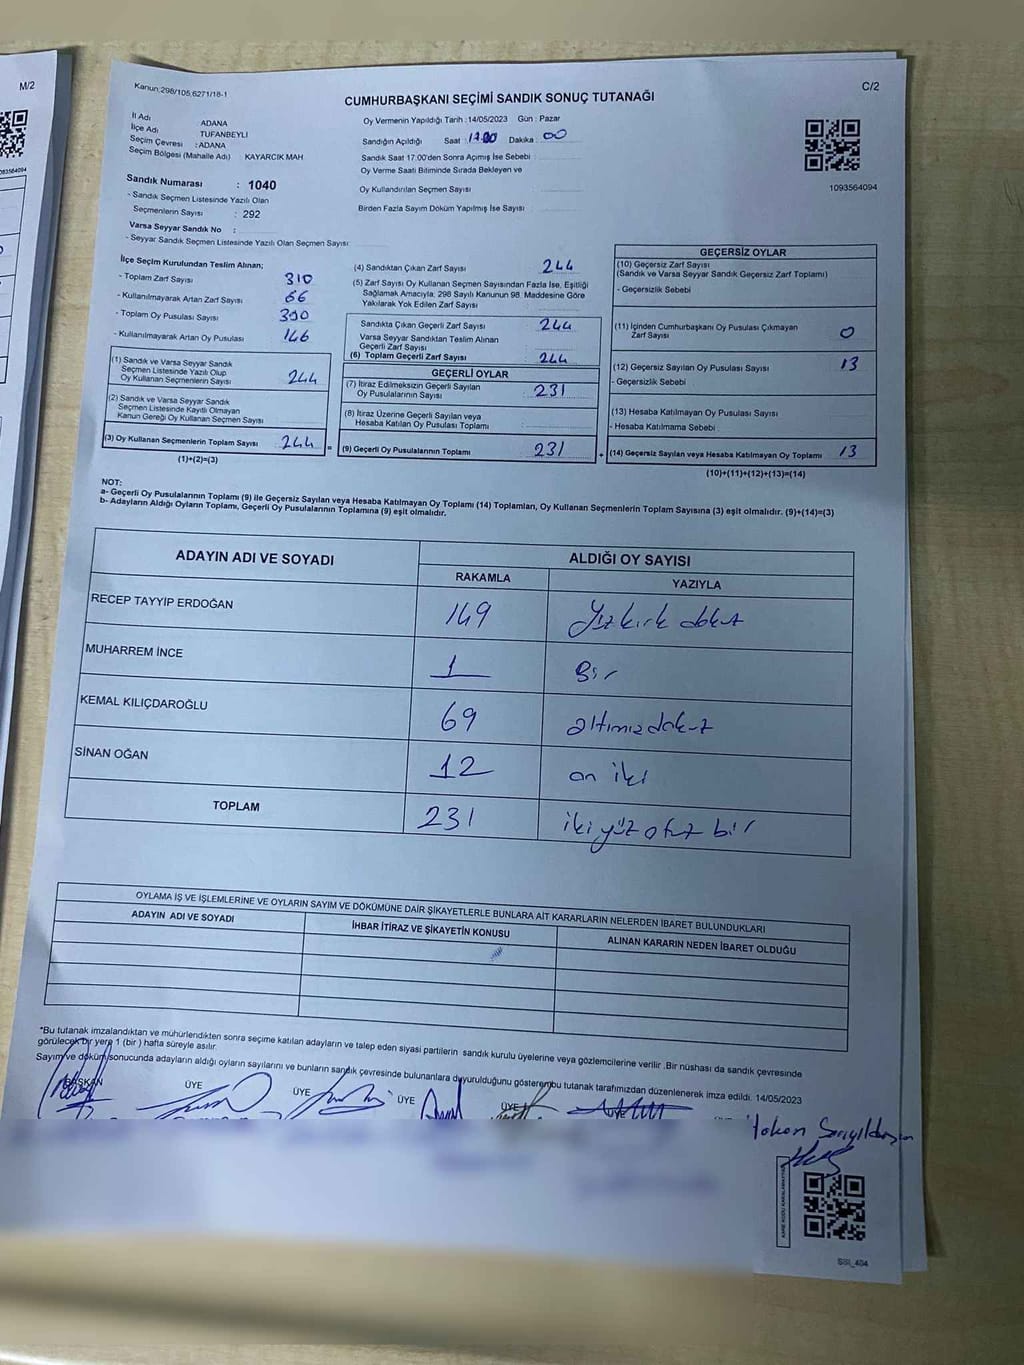 M/2
Kanun:298/105,6271/18-1
C/2
CUMHURBAŞKANI SEÇİMİ SANDIK SONUÇ TUTANAĞI
İl Adı ADANA
İlçe Adı TUFANBEYLİ
Seçim Çevresi :ADANA
Seçim Bölgesi (Mahalle Adı) KAYARCIK MAH
Sandık Numarası : 1040
- Sandık Seçmen Listesinde Yazılı Olan
Seçmenlerin Sayısı : 292
Varsa Seyyar Sandık No :
- Seyyar Sandık Seçmen Listesinde Yazılı Olan Seçmen Sayısı
Oy Vermenin Yapıldığı Tarih :14/05/2023 Gün : Pazar
Sandığın Açıldığı Saat : 17.00 Dakika : 00
Sandık Saat 17:00'den Sonra Açımış İse Sebebi
Oy Verme Saati Bitiminde Sırada Bekleyen ve
Oy Kullandırılan Seçmen Sayısı
Birden Fazla Sayım Döküm Yapılmış İse Sayısı
1093564094
İlçe Seçim Kurulundan Teslim Alınan;
- Toplam Zarf Sayısı 310
- Kullanılmayarak Artan Zarf Sayısı 66
- Toplam Oy Pusulası Sayısı 390
- Kullanılmayarak Artan Oy Pusulası 146
(1) Sandık ve Varsa Seyyar Sandık
Seçmen Listesinde Yazılı Olup
Oy Kullanan Seçmenlerin Sayısı 244
(2) Sandık ve Varsa Seyyar Sandık
Seçmen Listesinde Kayıtlı Olmayan
Kanun Gereği Oy Kullanan Seçmen Sayısı
(3) Oy Kullanan Seçmenlerin Toplam Sayısı 244 =
(1)+(2)=(3)
(4) Sandıktan Çıkan Zarf Sayısı 244
(5) Zarf Sayısı Oy Kullanan Seçmen Sayısından Fazla İse, Eşitliği
Sağlamak Amacıyla; 298 Sayılı Kanunun 98. Maddesine Göre
Yakılarak Yok Edilen Zarf Sayısı
Sandıkta Çıkan Geçerli Zarf Sayısı 244
Varsa Seyyar Sandıktan Teslim Alınan
Geçerli Zarf Sayısı
(6) Toplam Geçerli Zarf Sayısı 244
GEÇERLİ OYLAR
(7) İtiraz Edilmeksizin Geçerli Sayılan
Oy Pusulalarının Sayısı 231
(8) İtiraz Üzerine Geçerli Sayılan veya
Hesaba Katılan Oy Pusulası Toplamı
(9) Geçerli Oy Pusulalarının Toplamı 231 +
GEÇERSİZ OYLAR
(10) Geçersiz Zarf Sayısı
(Sandık ve Varsa Seyyar Sandık Geçersiz Zarf Toplamı)
- Geçersizlik Sebebi
(11) İçinden Cumhurbaşkanı Oy Pusulası Çıkmayan
Zarf Sayısı 0
(12) Geçersiz Sayılan Oy Pusulası Sayısı 13
- Geçersizlik Sebebi
(13) Hesaba Katılmayan Oy Pusulası Sayısı
- Hesaba Katılmama Sebebi
(14) Geçersiz Sayılan veya Hesaba Katılmayan Oy Toplamı 13
(10)+(11)+(12)+(13)=(14)
NOT:
a- Geçerli Oy Pusulalarının Toplamı (9) ile Geçersiz Sayılan veya Hesaba Katılmayan Oy Toplamı (14) Toplamları, Oy Kullanan Seçmenlerin Toplam Sayısına (3) eşit olmalıdır. (9)+(14)=(3)
b- Adayların Aldığı Oyların Toplamı, Geçerli Oy Pusulalarının Toplamına (9) eşit olmalıdır.
ADAYIN ADI VE SOYADI ALDIĞI OY SAYISI
RAKAMLA YAZIYLA
RECEP TAYYİP ERDOĞAN 149 Yüzkırk dokuz
MUHARREM İNCE 1 Bir
KEMAL KILIÇDAROĞLU 69 altmışdokuz
SİNAN OĞAN 12 on iki
TOPLAM 231 iki yüz otuz bir
OYLAMA İŞ VE İŞLEMLERİNE VE OYLARIN SAYIM VE DÖKÜMÜNE DAİR ŞİKAYETLERLE BUNLARA AİT KARARLARIN NELERDEN İBARET BULUNDUKLARI
ADAYIN ADI VE SOYADI İHBAR İTİRAZ VE ŞİKAYETİN KONUSU ALINAN KARARIN NEDEN İBARET OLDUĞU
*Bu tutanak imzalandıktan ve mühürlendikten sonra seçime katılan adayların ve talep eden siyasi partilerin sandık kurulu üyelerine veya gözlemcilerine verilir .Bir nüshası da sandık çevresinde
görülecek bir yere 1 (bir ) hafta süreyle asılır.
Sayım ve döküm sonucunda adayların aldığı oyların sayılarını ve bunların sandık çevresinde bulunanlara duyurulduğunu gösteren bu tutanak tarafımızdan düzenlenerek imza edildi. 14/05/2023
BAŞKAN ÜYE ÜYE ÜYE ÜYE ÜYE
SSI_404